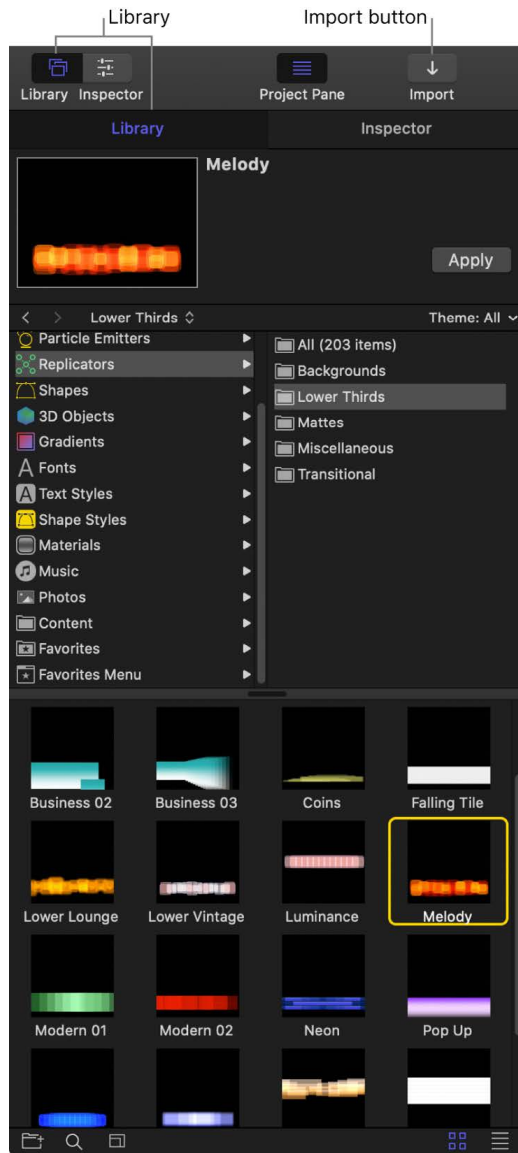 Library Import button
Library Inspector Project Pane Import
Library Inspector
Melody
Apply
Lower Thirds Theme: All
Particle Emitters All (203 items)
Replicators Backgrounds
Shapes Lower Thirds
3D Objects Mattes
Gradients Miscellaneous
Fonts Transitional
Text Styles
Shape Styles
Materials
Music
Photos
Content
Favorites
Favorites Menu
Business 02 Business 03 Coins Falling Tile
Lower Lounge Lower Vintage Luminance Melody
Modern 01 Modern 02 Neon Pop Up